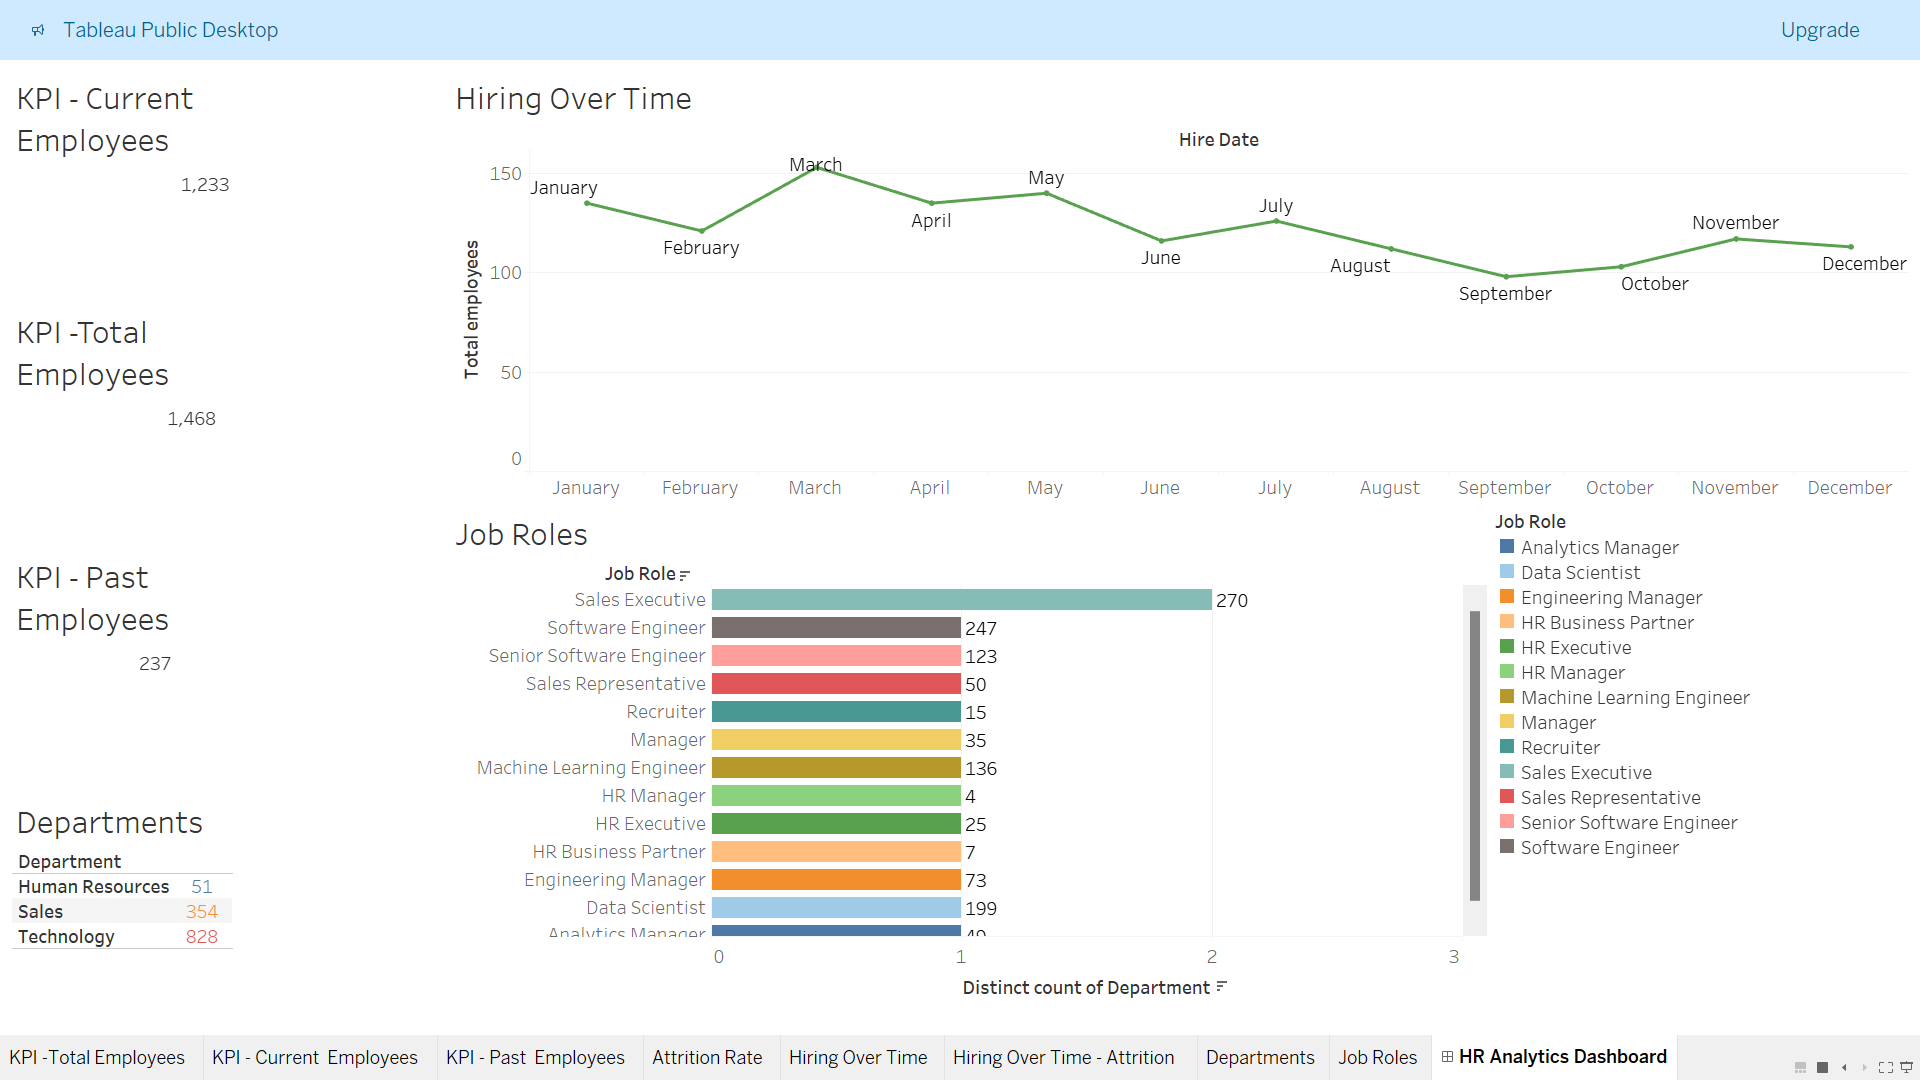 Tableau Public Desktop
Upgrade
KPI - Current
Employees
1,233
KPI -Total
Employees
1,468
KPI - Past
Employees
237
Departments
Department
Human Resources 51
Sales 354
Technology 828
Hiring Over Time
Hire Date
Total employees
150
100
50
0
January
February
March
April
May
June
July
August
September
October
November
December
January February March April May June July August September October November December
Job Roles
Job Role
Sales Executive 270
Software Engineer 247
Senior Software Engineer 123
Sales Representative 50
Recruiter 15
Manager 35
Machine Learning Engineer 136
HR Manager 4
HR Executive 25
HR Business Partner 7
Engineering Manager 73
Data Scientist 199
Analytics Manager
0 1 2 3
Distinct count of Department
Job Role
Analytics Manager
Data Scientist
Engineering Manager
HR Business Partner
HR Executive
HR Manager
Machine Learning Engineer
Manager
Recruiter
Sales Executive
Sales Representative
Senior Software Engineer
Software Engineer
KPI -Total Employees KPI - Current  Employees KPI - Past  Employees Attrition Rate Hiring Over Time Hiring Over Time - Attrition Departments Job Roles HR Analytics Dashboard